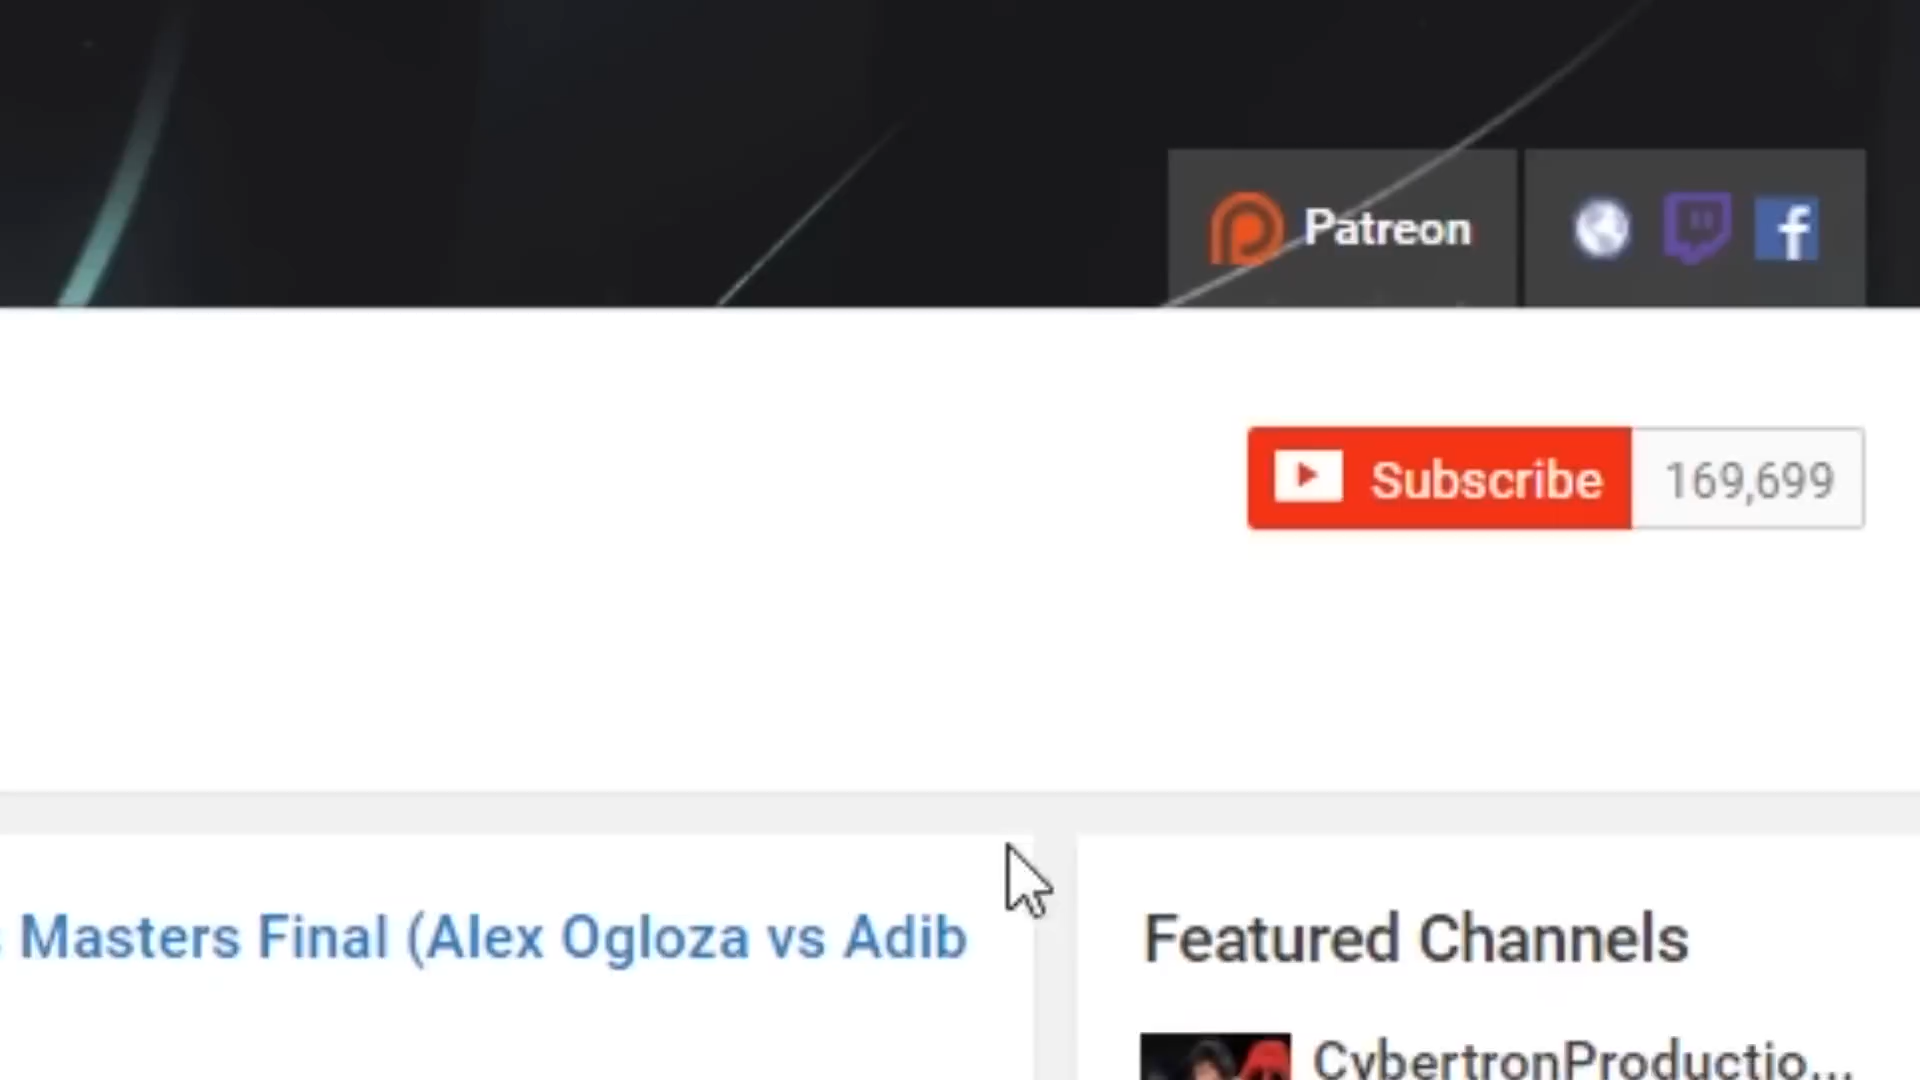 Patreon
Subscribe 169,699
Masters Final (Alex Ogloza vs Adib
Featured Channels
CybertronProductio...